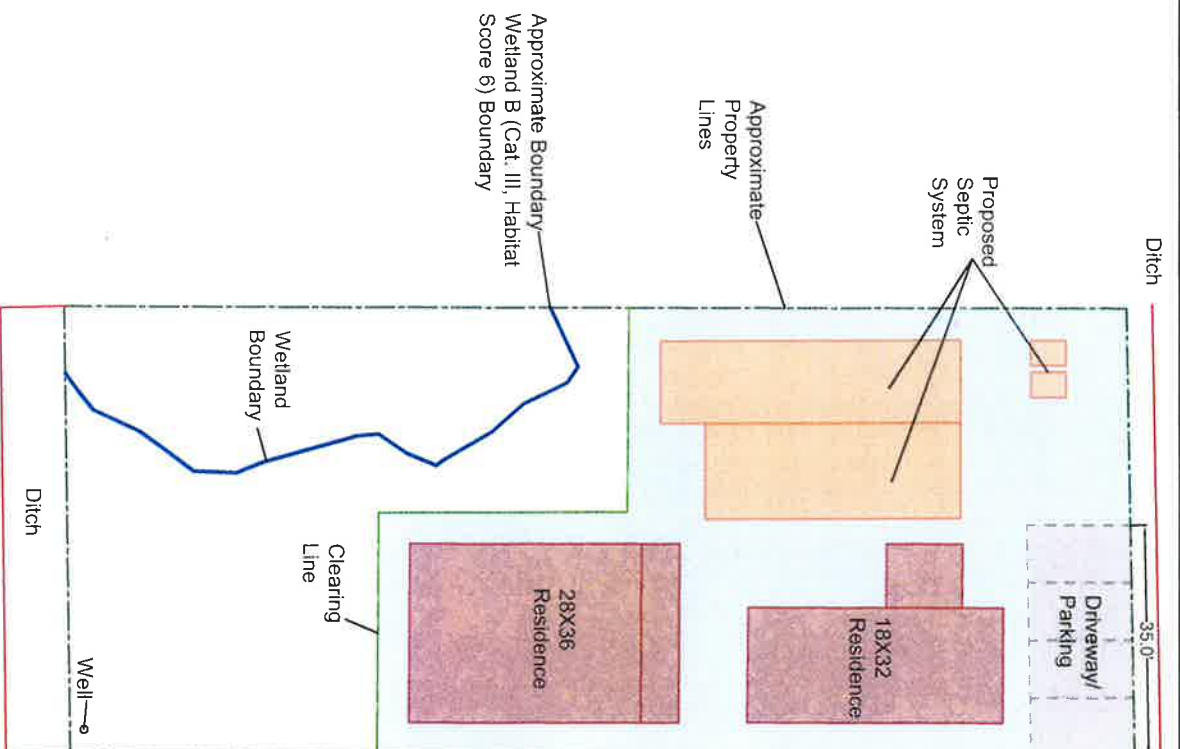 Ditch
Proposed
Septic
System
Approximate
Property
Lines
Approximate Boundary
Wetland B (Cat. III, Habitat
Score 6) Boundary
35.0'
Driveway/
Parking
18X32
Residence
28X36
Residence
Wetland
Boundary
Clearing
Line
Ditch
Well